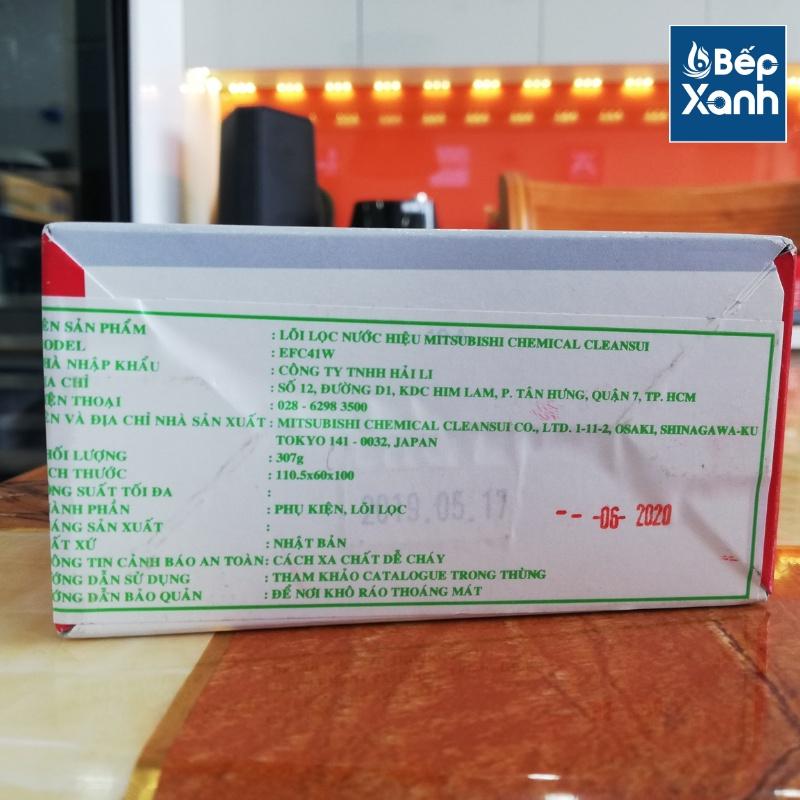 Bếp
Xanh
ÊN SẢN PHẨM : LÕI LỌC NƯỚC HIỆU MITSUBISHI CHEMICAL CLEANSUI
ODEL : EFC41W
HÀ NHẬP KHẨU : CÔNG TY TNHH HẢI LI
ỊA CHỈ : SỐ 12, ĐƯỜNG D1, KDC HIM LAM, P. TÂN HƯNG, QUẬN 7, TP. HCM
IỆN THOẠI : 028 - 6298 3500
ÊN VÀ ĐỊA CHỈ NHÀ SẢN XUẤT : MITSUBISHI CHEMICAL CLEANSUI CO., LTD. 1-11-2, OSAKI, SHINAGAWA-KU
TOKYO 141 - 0032, JAPAN
HỐI LƯỢNG : 307g
ÍCH THƯỚC : 110.5x60x100
ÔNG SUẤT TỐI ĐA :
HÀNH PHẦN : PHỤ KIỆN, LÕI LỌC
2019.05.17
-- -06- 2020
HÁNG SẢN XUẤT :
UẤT XỨ : NHẬT BẢN
HÔNG TIN CẢNH BÁO AN TOÀN: CÁCH XA CHẤT DỄ CHÁY
ƯỚNG DẪN SỬ DỤNG : THAM KHẢO CATALOGUE TRONG THÙNG
ƯỚNG DẪN BẢO QUẢN : ĐỂ NƠI KHÔ RÁO THOÁNG MÁT